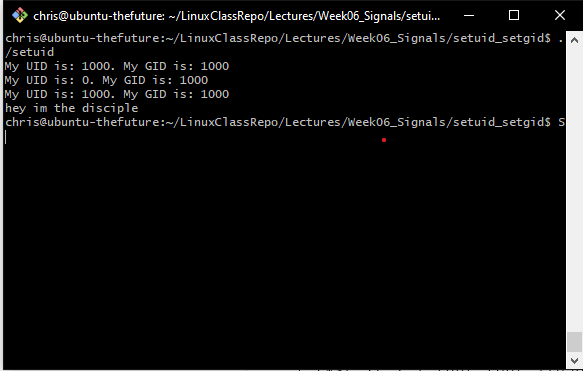 chris@ubuntu-thefuture: ~/LinuxClassRepo/Lectures/Week06_Signals/setui...
chris@ubuntu-thefuture:~/LinuxClassRepo/Lectures/Week06_Signals/setuid_setgid$ .
/setuid
My UID is: 1000. My GID is: 1000
My UID is: 0. My GID is: 1000
My UID is: 1000. My GID is: 1000
hey im the disciple
chris@ubuntu-thefuture:~/LinuxClassRepo/Lectures/Week06_Signals/setuid_setgid$ S